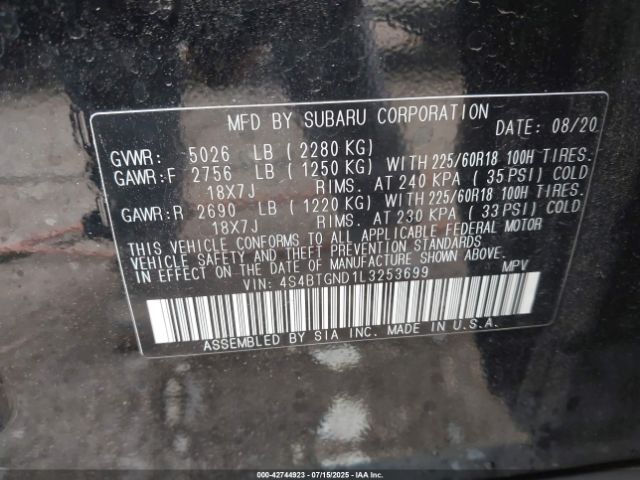 MFD BY SUBARU CORPORATION
DATE: 08/20
GVWR: 5026 LB ( 2280 KG)
GAWR:F 2756 LB ( 1250 KG) WITH 225/60R18 100H TIRES.
18X7J RIMS. AT 240 KPA ( 35 PSI) COLD
GAWR:R 2690 LB ( 1220 KG) WITH 225/60R18 100H TIRES.
18X7J RIMS. AT 230 KPA ( 33 PSI) COLD
THIS VEHICLE CONFORMS TO ALL APPLICABLE FEDERAL MOTOR
VEHICLE SAFETY AND THEFT PREVENTION STANDARDS
IN EFFECT ON THE DATE OF MANUFACTURE SHOWN ABOVE.
VIN: 4S4BTGND1L3253699 MPV
ASSEMBLED BY SIA INC. MADE IN U.S.A.
000-42744923 - 07/15/2025 - IAAI.COM